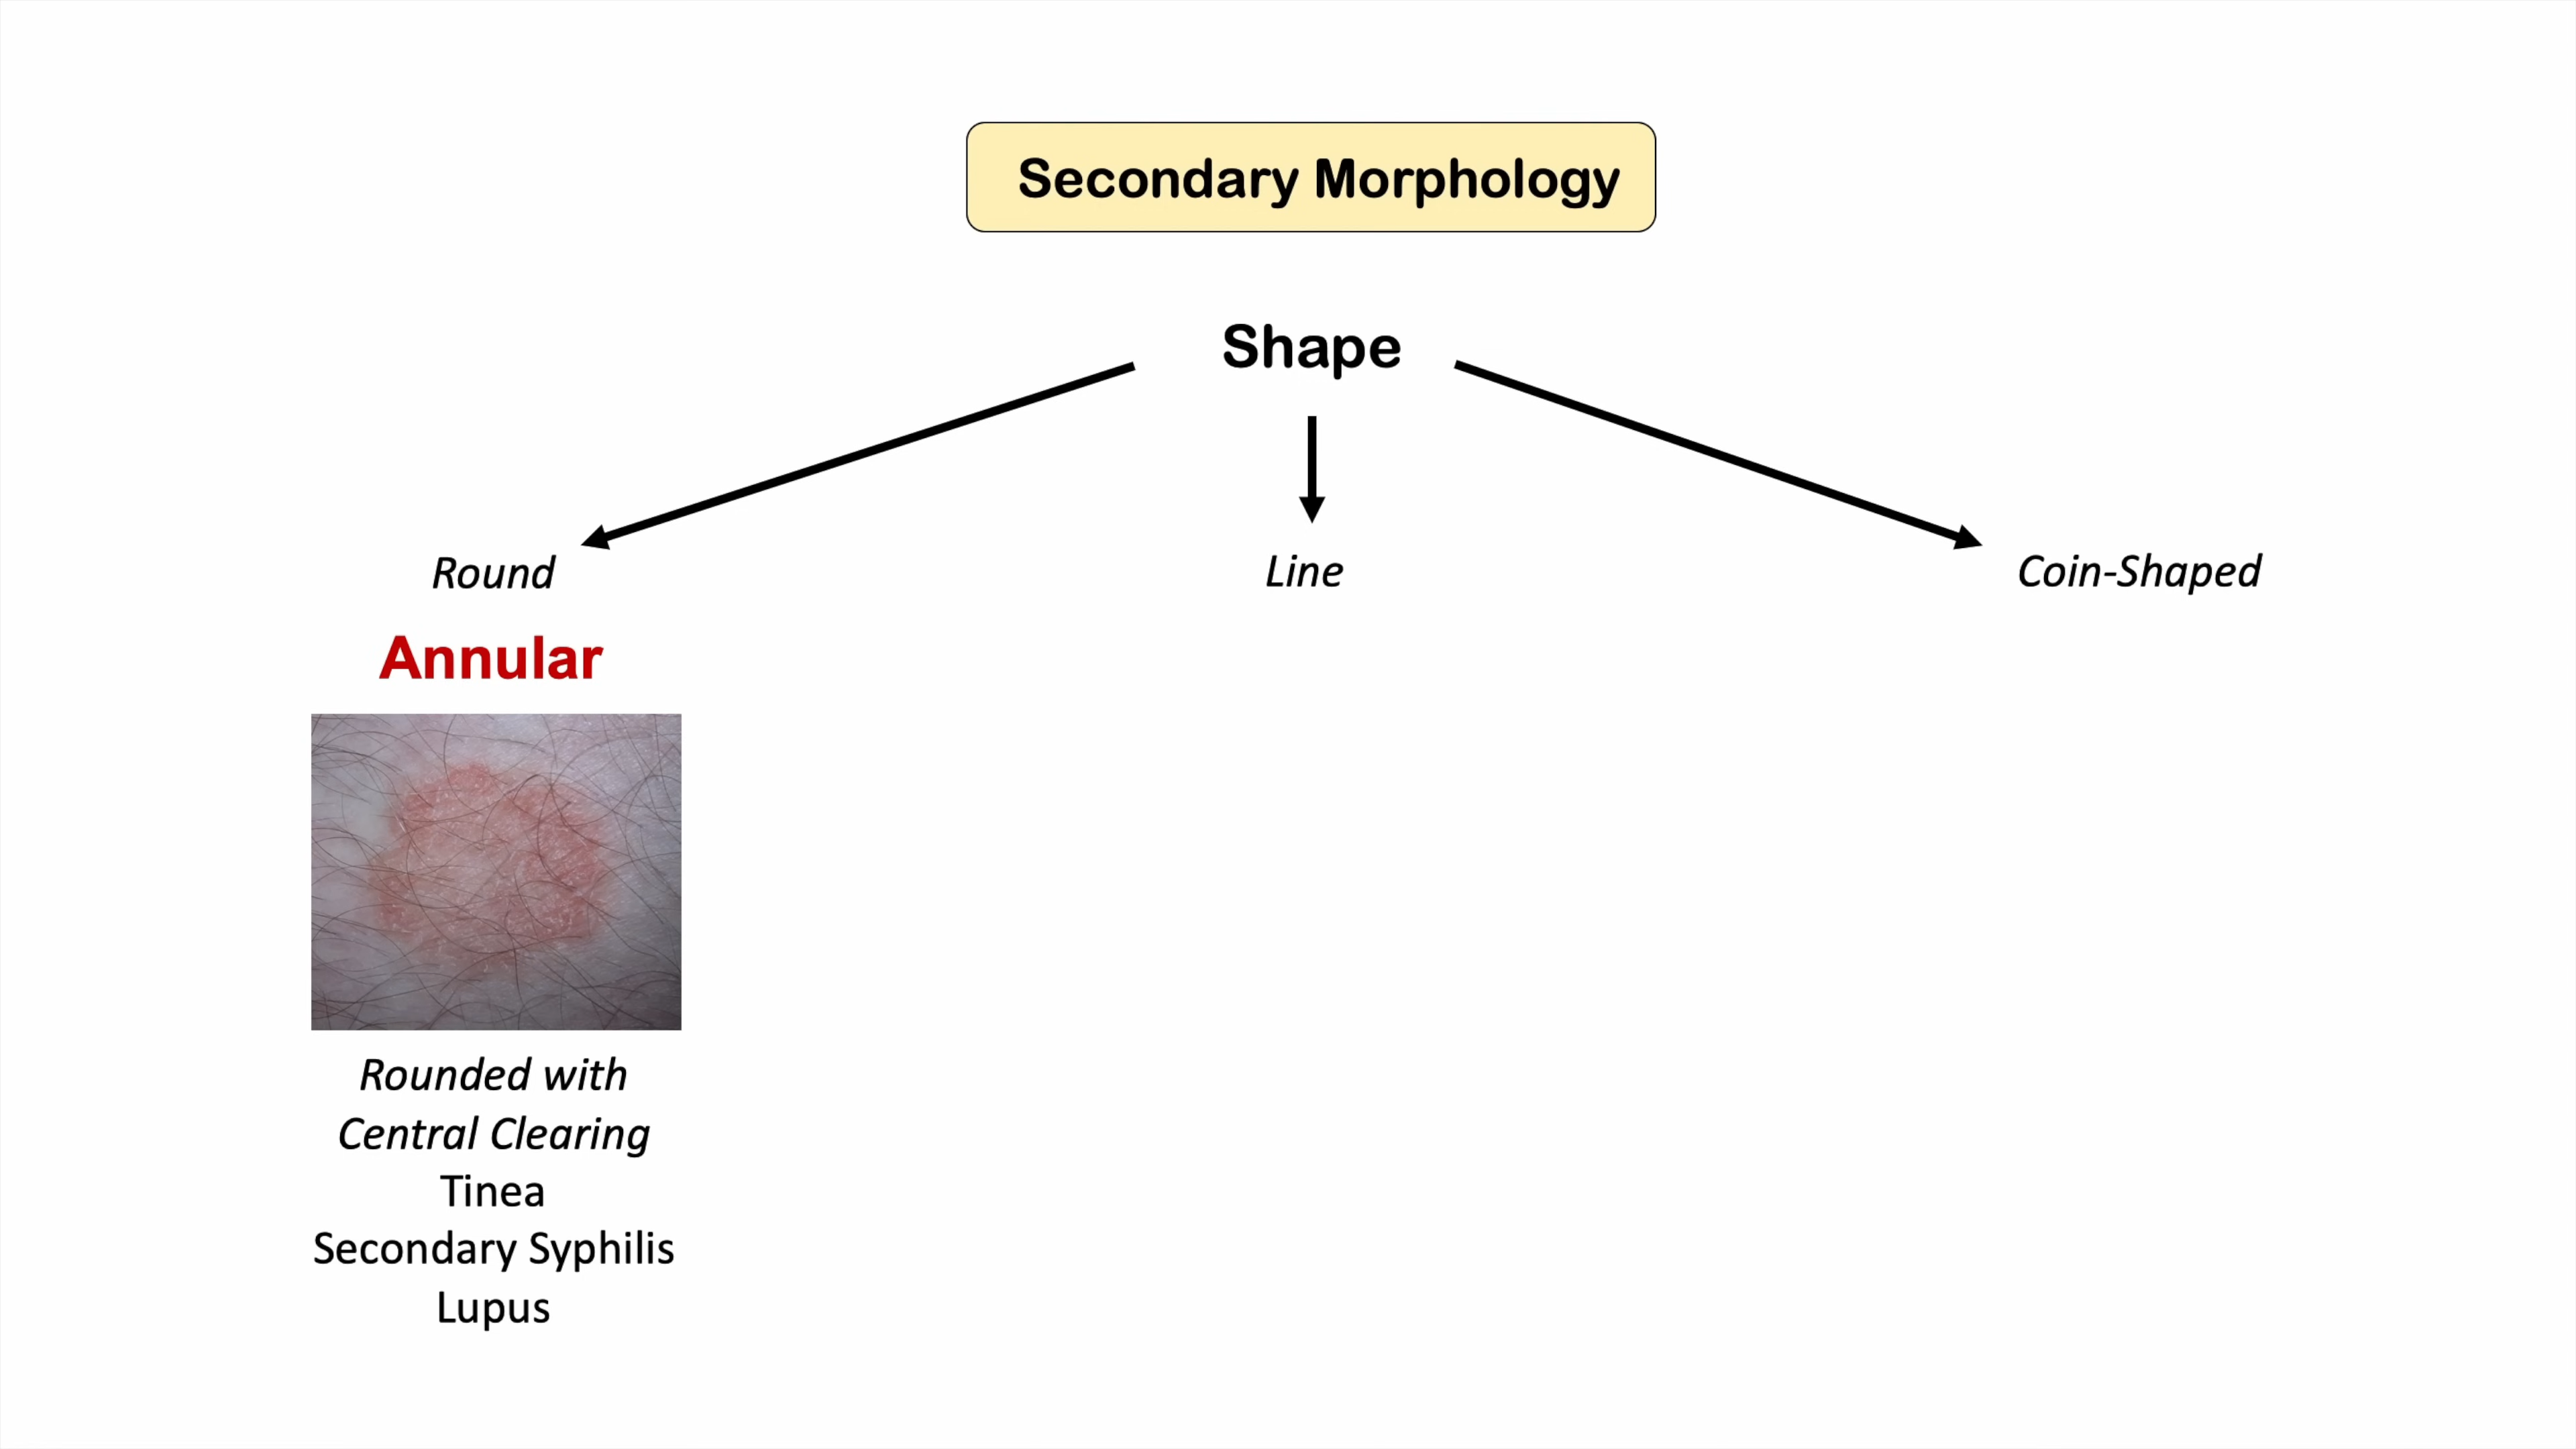 Secondary Morphology
Shape
Round
Line
Coin-Shaped
Annular
Rounded with
Central Clearing
Tinea
Secondary Syphilis
Lupus